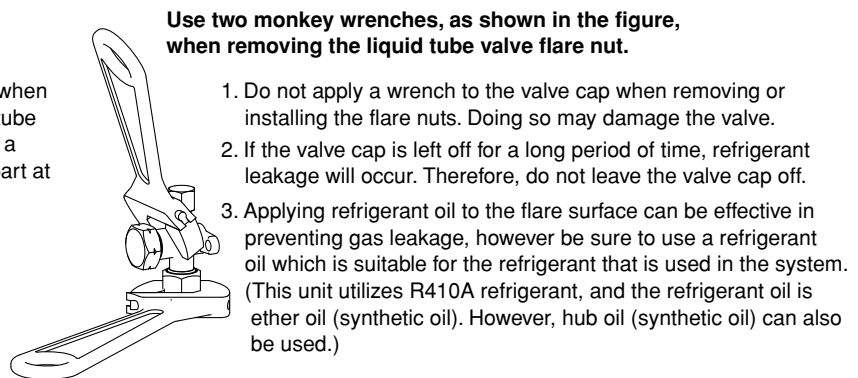 Use two monkey wrenches, as shown in the figure,
when removing the liquid tube valve flare nut.
when
tube
a
part at
1. Do not apply a wrench to the valve cap when removing or
installing the flare nuts. Doing so may damage the valve.
2. If the valve cap is left off for a long period of time, refrigerant
leakage will occur. Therefore, do not leave the valve cap off.
3. Applying refrigerant oil to the flare surface can be effective in
preventing gas leakage, however be sure to use a refrigerant
oil which is suitable for the refrigerant that is used in the system.
(This unit utilizes R410A refrigerant, and the refrigerant oil is
ether oil (synthetic oil). However, hub oil (synthetic oil) can also
be used.)